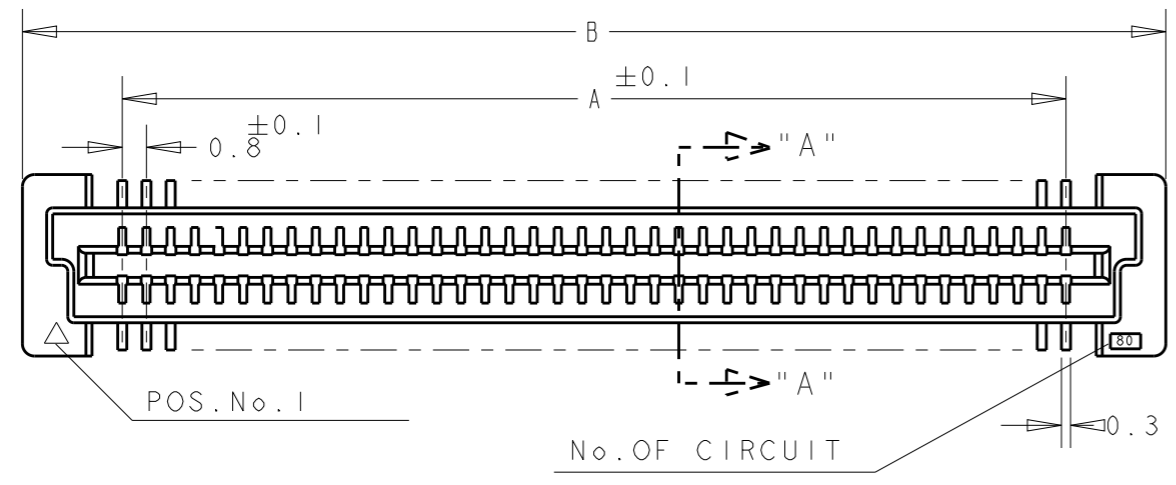 B
±0.1
A
±0.1
0.8
"A"
80
POS.No.1
"A"
0.3
No.OF CIRCUIT